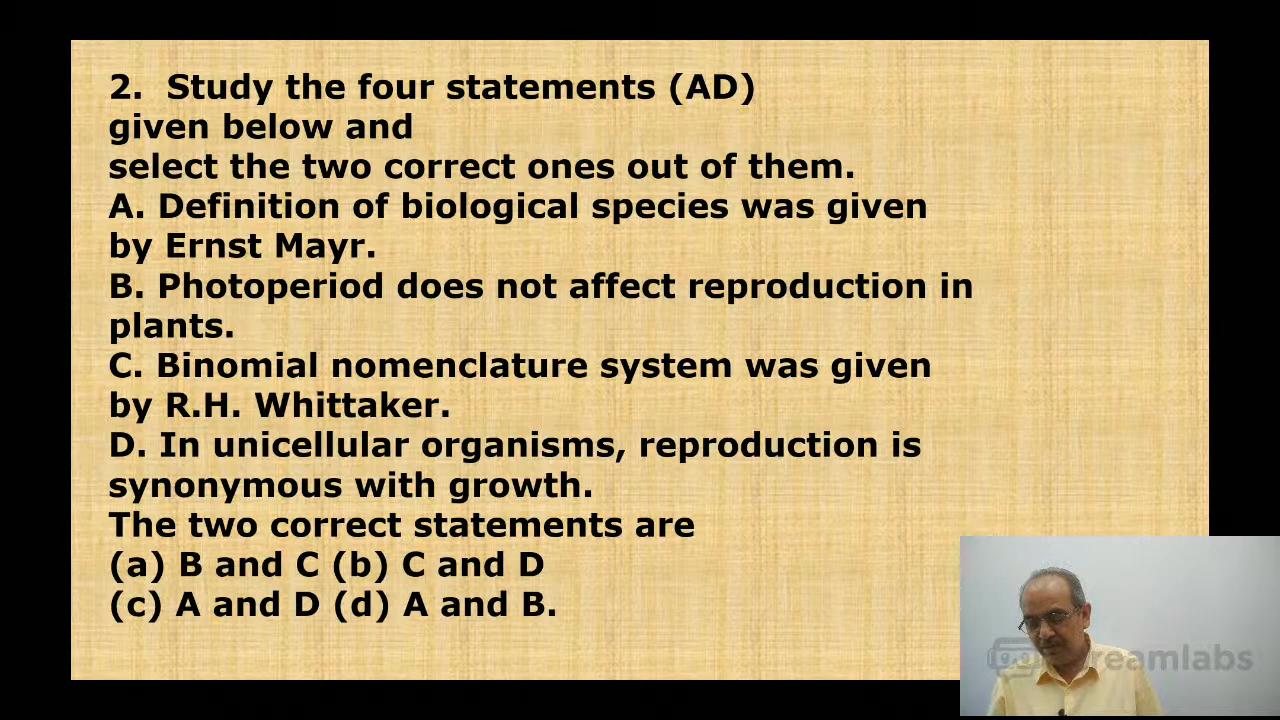 2. Study the four statements (AD)
given below and
select the two correct ones out of them.
A. Definition of biological species was given
by Ernst Mayr.
B. Photoperiod does not affect reproduction in
plants.
C. Binomial nomenclature system was given
by R.H. Whittaker.
D. In unicellular organisms, reproduction is
synonymous with growth.
The two correct statements are
(a) B and C (b) C and D
(c) A and D (d) A and B.